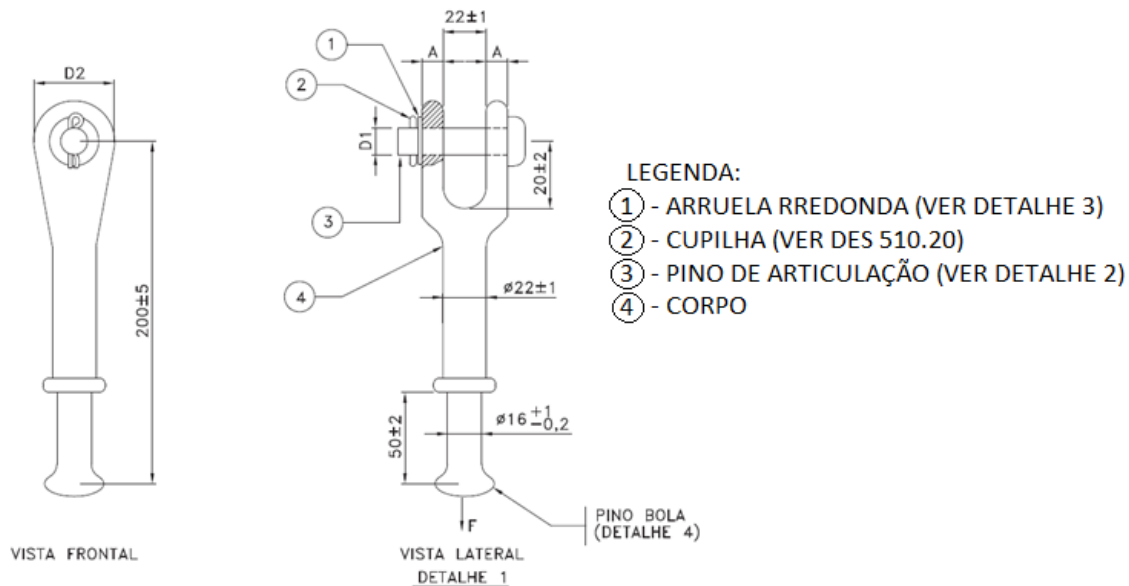 22±1
1
A
A
D2
2
D1
20±2
3
LEGENDA:
1 - ARRUELA RREDONDA (VER DETALHE 3)
2 - CUPILHA (VER DES 510.20)
3 - PINO DE ARTICULAÇÃO (VER DETALHE 2)
4 - CORPO
4
200±5
ø22±1
50±2
ø16 +1 -0,2
F
PINO BOLA
(DETALHE 4)
VISTA FRONTAL
VISTA LATERAL
DETALHE 1